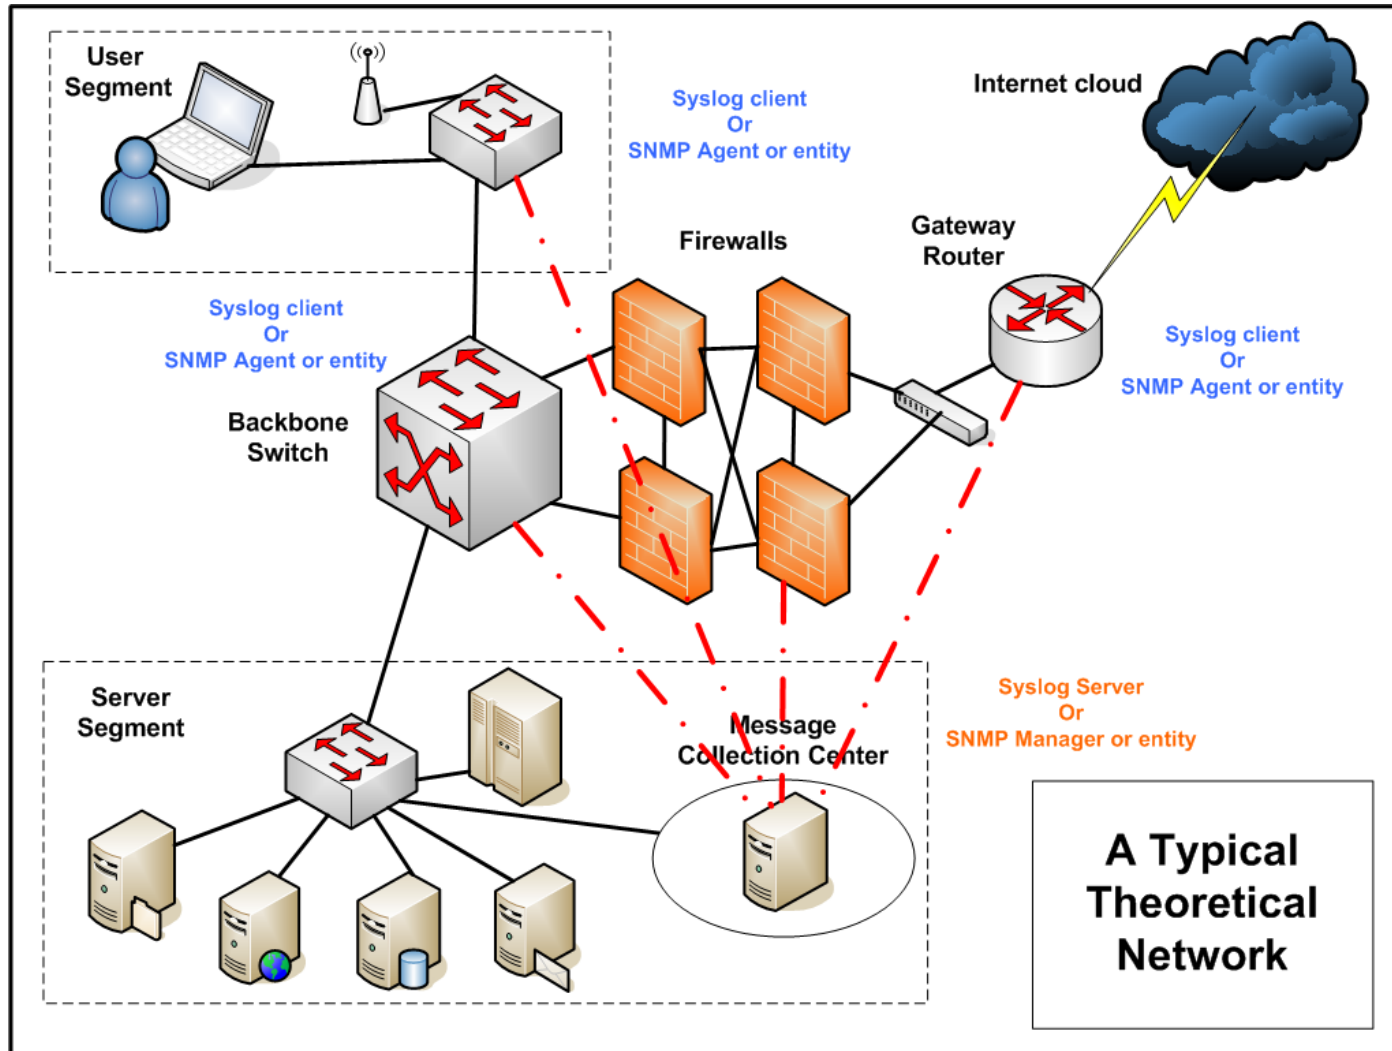 User
Segment
Syslog client
Or
SNMP Agent or entity
Internet cloud
Firewalls
Gateway
Router
Syslog client
Or
SNMP Agent or entity
Backbone
Switch
Syslog client
Or
SNMP Agent or entity
Server
Segment
Message
Collection Center
Syslog Server
Or
SNMP Manager or entity
A Typical
Theoretical
Network